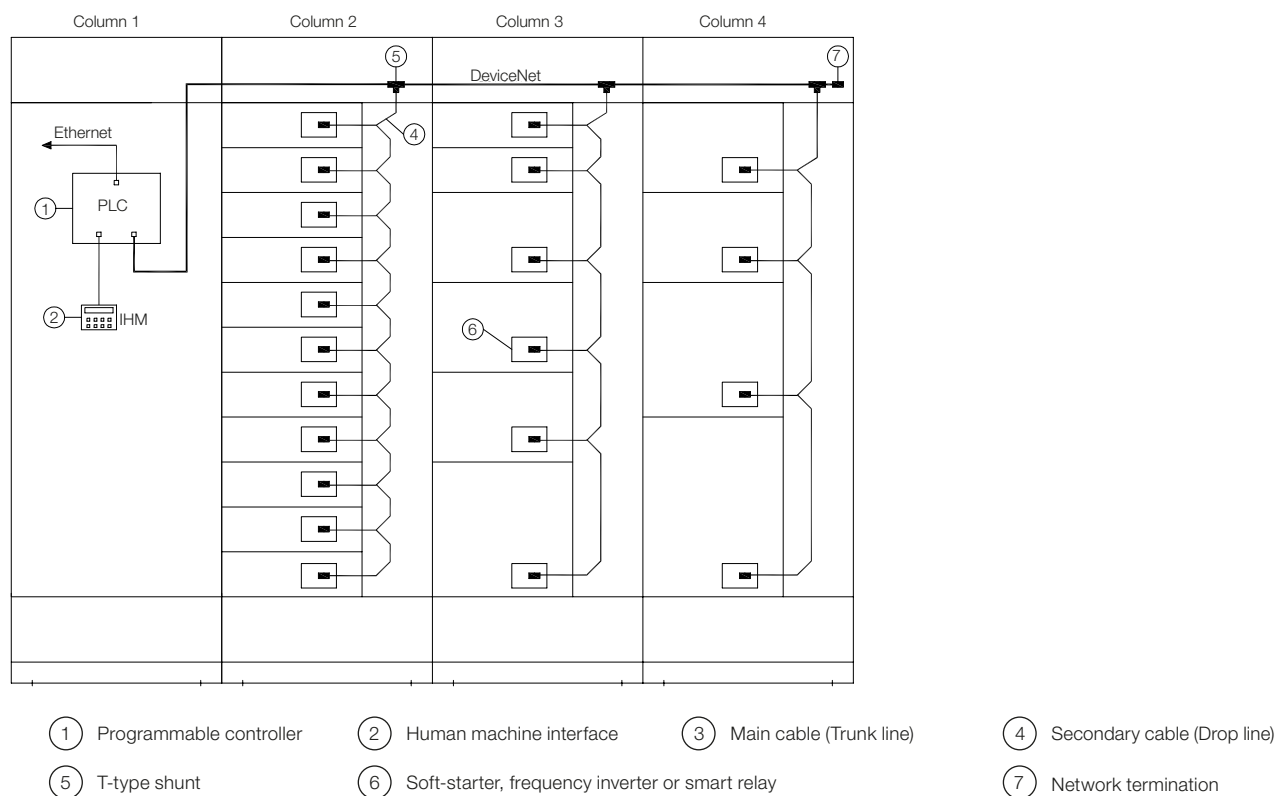 Column 1 Column 2 Column 3 Column 4
5 7
DeviceNet
4
Ethernet
1 PLC
2 IHM
6
1 Programmable controller 2 Human machine interface 3 Main cable (Trunk line) 4 Secondary cable (Drop line)
5 T-type shunt 6 Soft-starter, frequency inverter or smart relay 7 Network termination